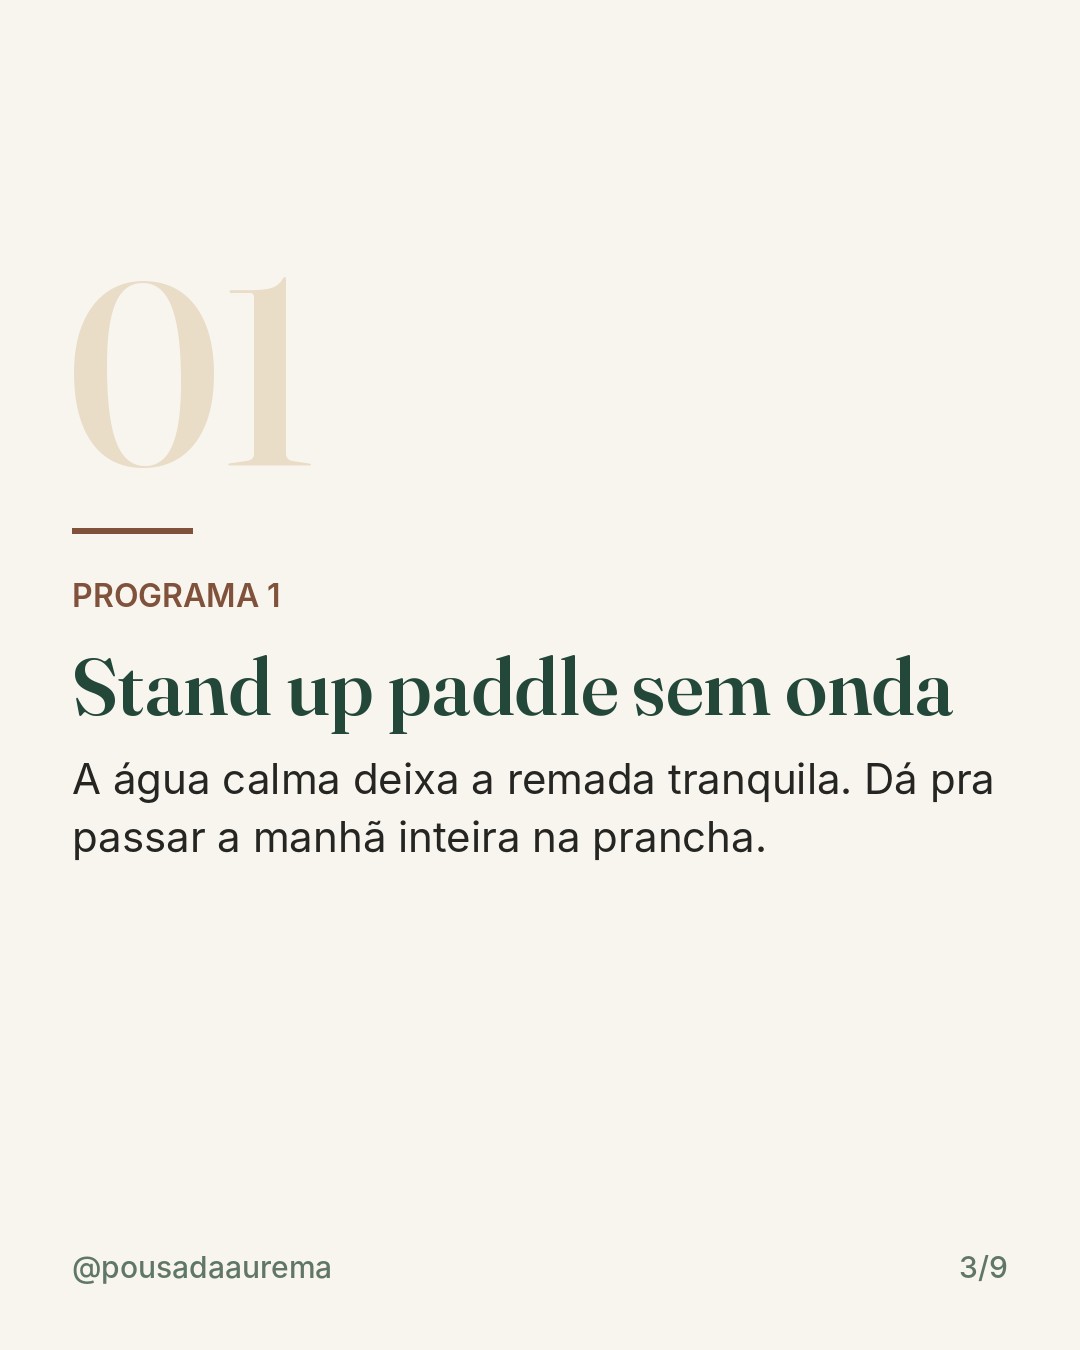 01
PROGRAMA 1
Stand up paddle sem onda
A água calma deixa a remada tranquila. Dá pra
passar a manhã inteira na prancha.
@pousadaaurema
3/9